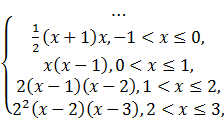 ...
1/2(x + 1)x, −1 < x ≤ 0,
x(x − 1), 0 < x ≤ 1,
2(x − 1)(x − 2), 1 < x ≤ 2,
2²(x − 2)(x − 3), 2 < x ≤ 3,